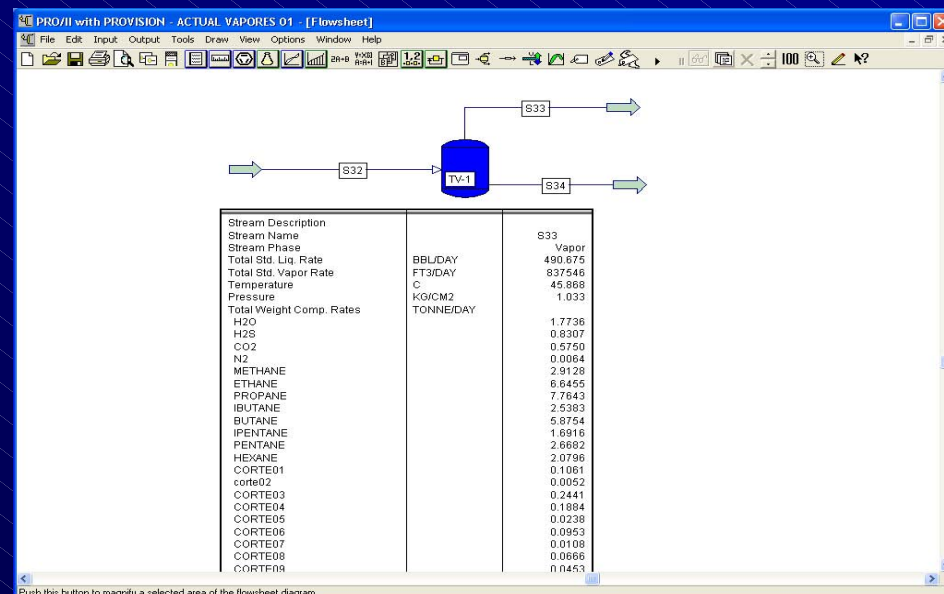 PRO/II with PROVISION - ACTUAL VAPORES 01 - [Flowsheet]
File Edit Input Output Tools Draw View Options Window Help
S33
S32
TV-1
S34
Stream Description
Stream Name S33
Stream Phase Vapor
Total Std. Liq. Rate BBL/DAY 490.675
Total Std. Vapor Rate FT3/DAY 837546
Temperature C 45.868
Pressure KG/CM2 1.033
Total Weight Comp. Rates TONNE/DAY
H2O 1.7736
H2S 0.8307
CO2 0.5750
N2 0.0064
METHANE 2.9128
ETHANE 6.6455
PROPANE 7.7643
IBUTANE 2.5383
BUTANE 5.8754
IPENTANE 1.6916
PENTANE 2.6682
HEXANE 2.0796
CORTE01 0.1061
corte02 0.0052
CORTE03 0.2441
CORTE04 0.1884
CORTE05 0.0238
CORTE06 0.0953
CORTE07 0.0108
CORTE08 0.0666
CORTE09 0.0453
Push this button to magnify a selected area of the flowsheet diagram